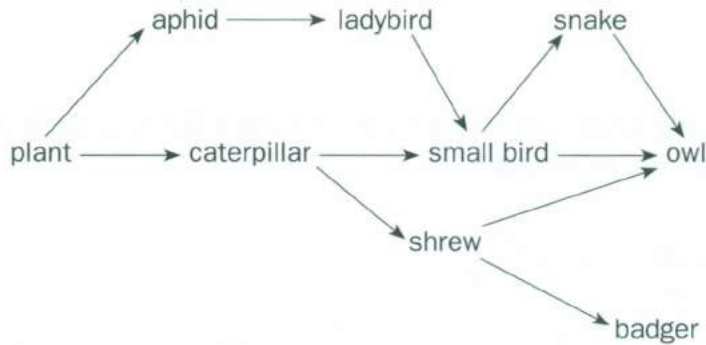 aphid ladybird snake
plant caterpillar small bird owl
shrew
badger